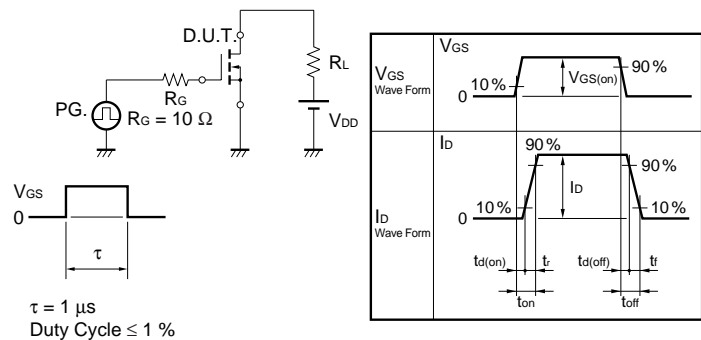 D.U.T.
RL
RG
PG.
RG = 10 Ω
VDD
VGS
0
τ
τ = 1 μs
Duty Cycle ≤ 1 %
VGS
Wave Form
VGS
10 %
0
VGS(on)
90 %
ID
Wave Form
ID
90 %
90 %
10 %
0
ID
10 %
td(on)
tr
td(off)
tf
ton
toff